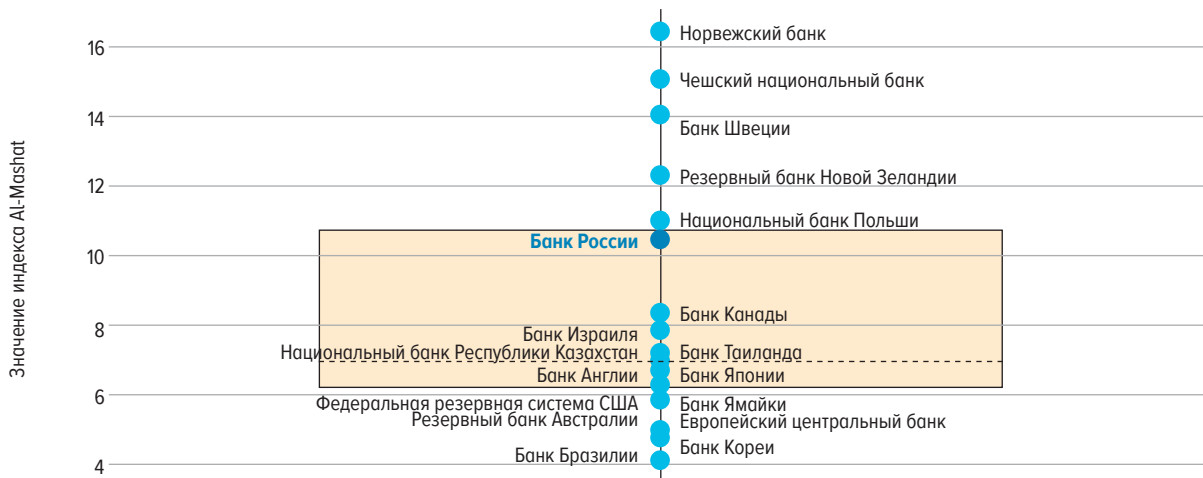 Значение индекса Al-Mashat
16
14
12
10
8
6
4
Норвежский банк
Чешский национальный банк
Банк Швеции
Резервный банк Новой Зеландии
Национальный банк Польши
Банк России
Банк Канады
Банк Израиля
Национальный банк Республики Казахстан
Банк Таиланда
Банк Англии
Банк Японии
Федеральная резервная система США
Банк Ямайки
Резервный банк Австралии
Европейский центральный банк
Банк Кореи
Банк Бразилии